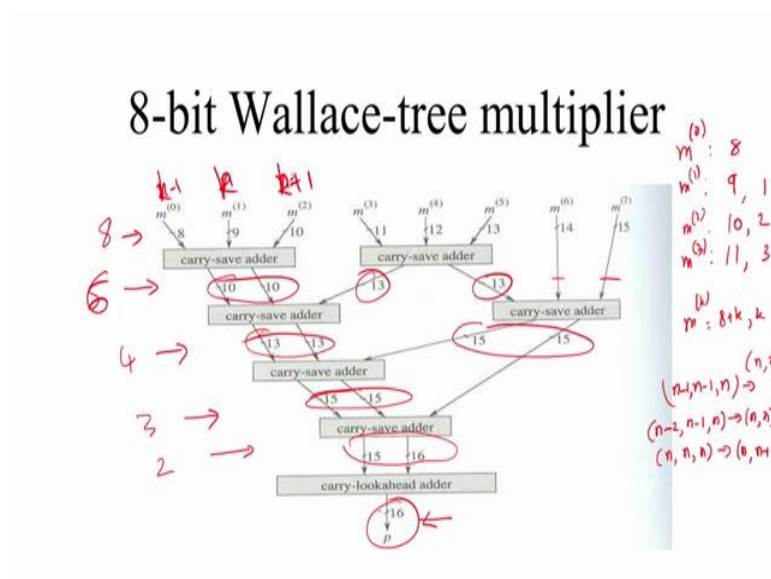 8-bit Wallace-tree multiplier
k-1 k k+1
m(0) m(1) m(2) m(3) m(4) m(5) m(6) m(7)
8 → 8 9 10 11 12 13 14 15
carry-save adder carry-save adder
6 → 10 10 13 13
carry-save adder carry-save adder
4 → 13 13 15 15
carry-save adder
3 → 15 15
carry-save adder
2 → 15 16
carry-lookahead adder
16
p
m(0) : 8
m(1) : 9, 1
m(2) : 10, 2
m(3) : 11, 3
m(k) : 8+k, k
(n,
(n-1,n-1,n) →
(n-2,n-1,n) → (n,n
(n,n,n) → (n,n+